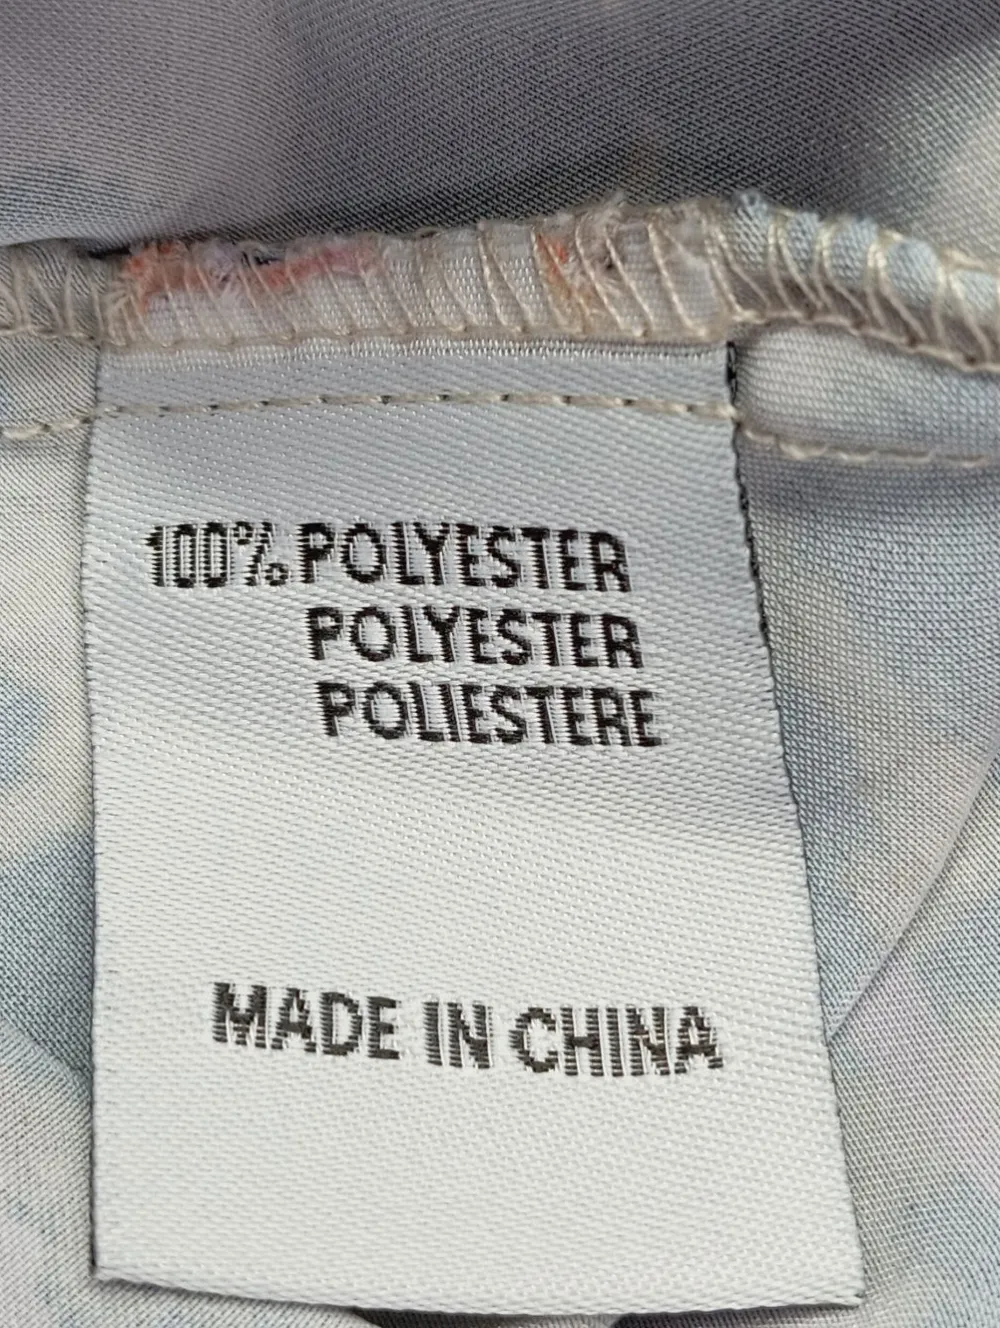 100% POLYESTER
POLYESTER
POLIESTERE
MADE IN CHINA